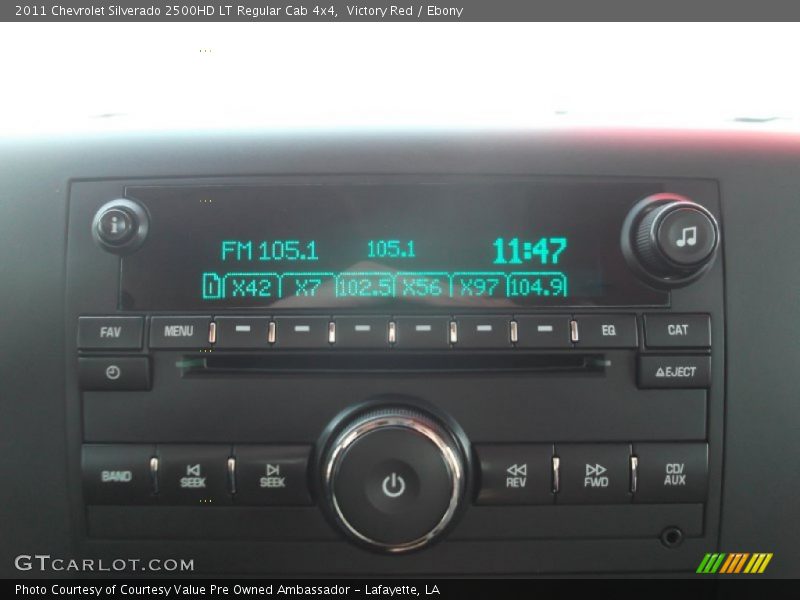 2011 Chevrolet Silverado 2500HD LT Regular Cab 4x4, Victory Red / Ebony
i
FM 105.1 105.1 11:47
1 X42 X7 102.5 X56 X97 104.9
FAV MENU EQ CAT
EJECT
BAND SEEK SEEK REV FWD CD/
AUX
GTCARLOT.COM
Photo Courtesy of Courtesy Value Pre Owned Ambassador - Lafayette, LA